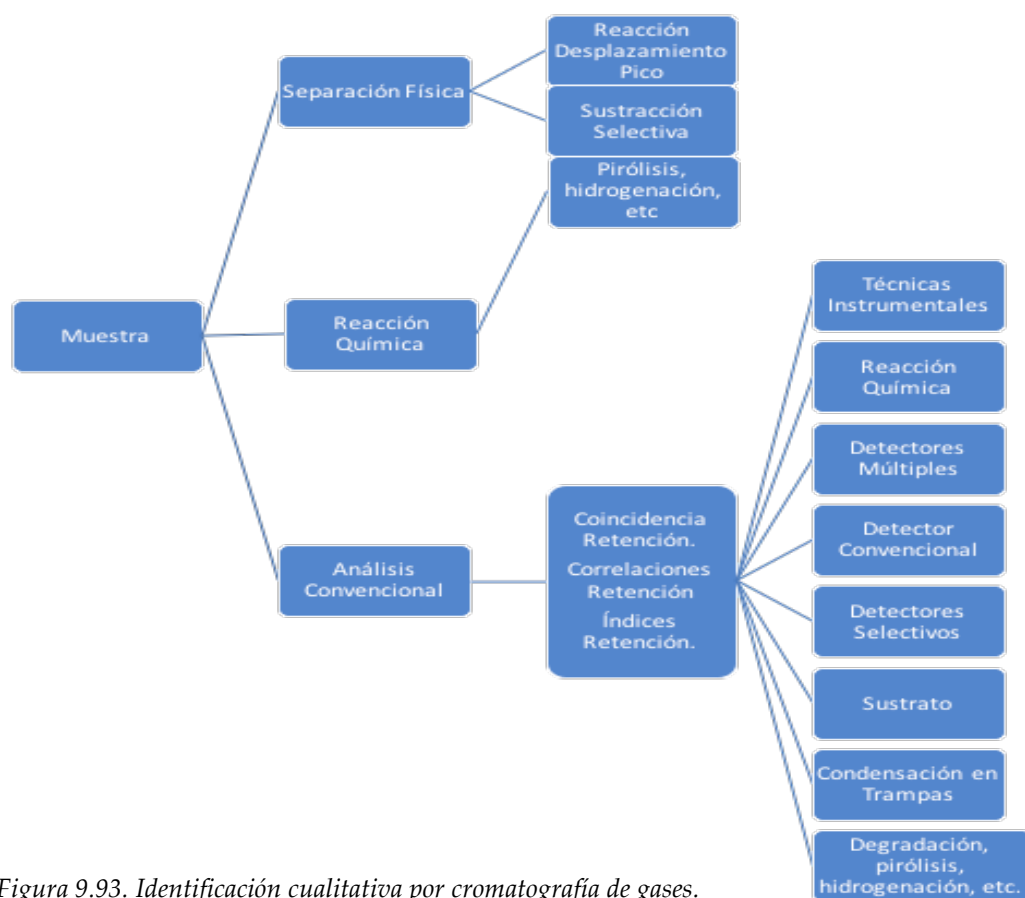 Reacción
Desplazamiento
Pico
Separación Física
Sustracción
Selectiva
Pirólisis,
hidrogenación,
etc
Muestra
Reacción
Química
Técnicas
Instrumentales
Reacción
Química
Detectores
Múltiples
Detector
Convencional
Detectores
Selectivos
Sustrato
Condensación en
Trampas
Degradación,
pirólisis,
hidrogenación, etc.
Análisis
Convencional
Coincidencia
Retención.
Correlaciones
Retención
Índices
Retención.
Figura 9.93. Identificación cualitativa por cromatografía de gases.